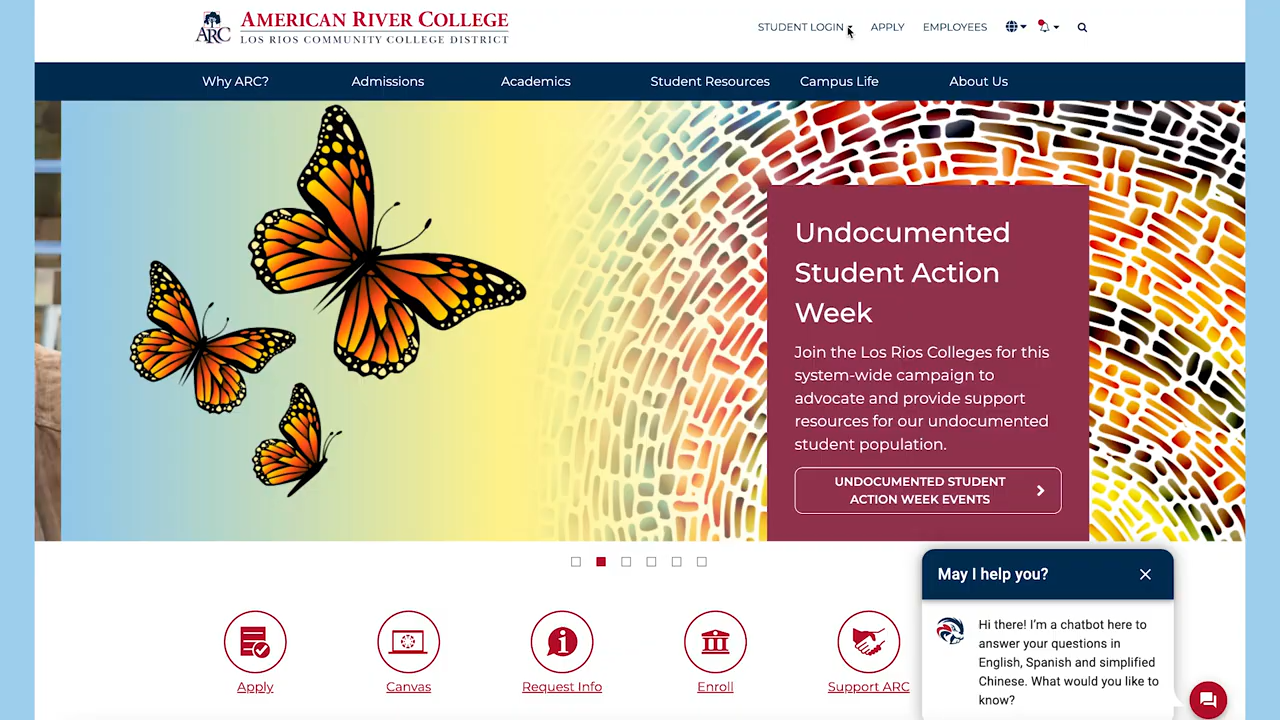 AMERICAN RIVER COLLEGE
ARC
LOS RIOS COMMUNITY COLLEGE DISTRICT
STUDENT LOGIN
APPLY
EMPLOYEES
Why ARC?
Admissions
Academics
Student Resources
Campus Life
About Us
Undocumented
Student Action
Week
Join the Los Rios Colleges for this
system-wide campaign to
advocate and provide support
resources for our undocumented
student population.
UNDOCUMENTED STUDENT
ACTION WEEK EVENTS
May I help you?
Hi there! I'm a chatbot here to
answer your questions in
English, Spanish and simplified
Chinese. What would you like to
know?
Apply
Canvas
Request Info
Enroll
Support ARC